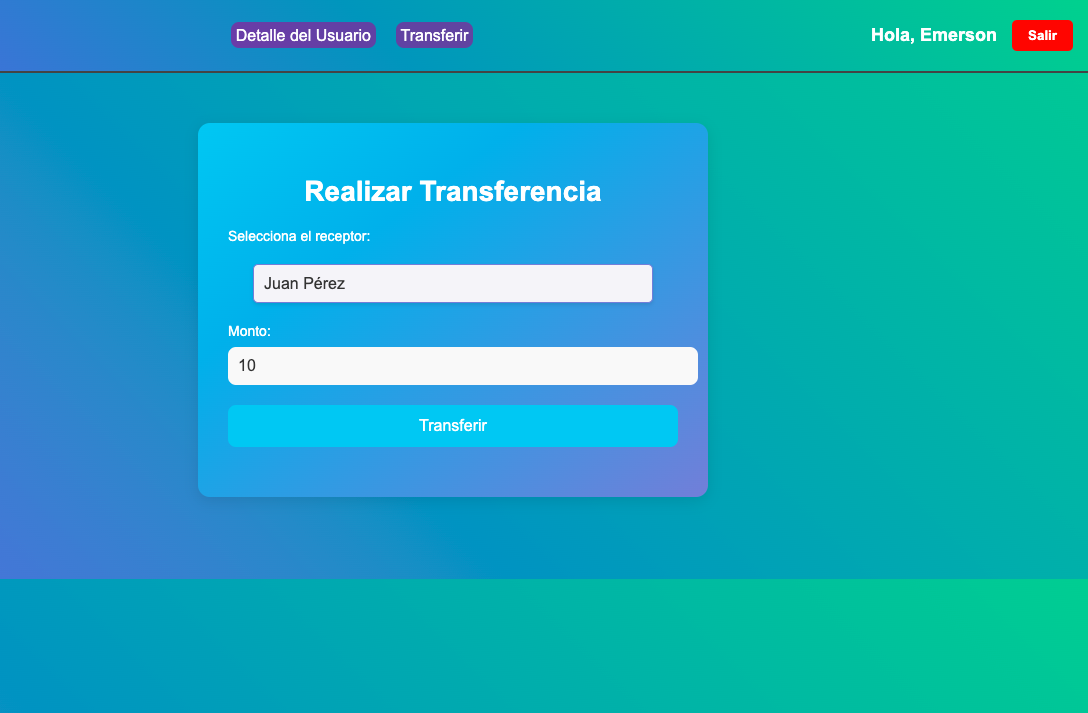 Detalle del Usuario Transferir Hola, Emerson Salir
Realizar Transferencia
Selecciona el receptor:
Juan Pérez
Monto:
10
Transferir